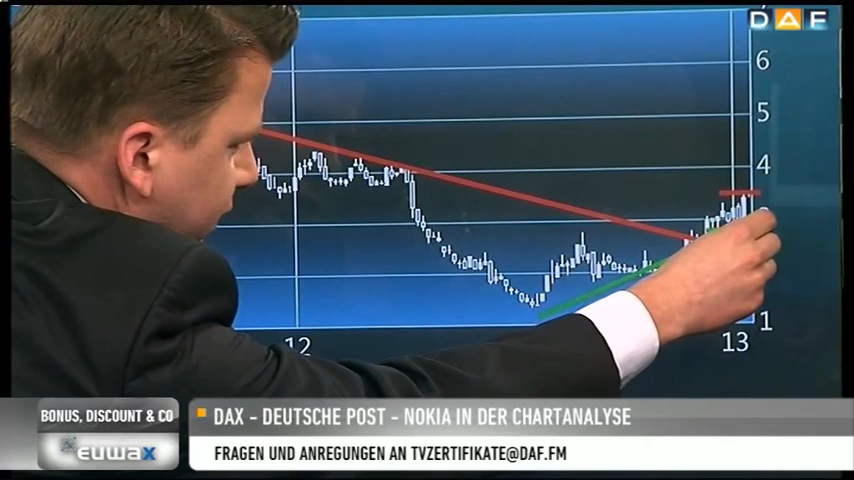 DAF
6
5
4
1
12
13
BONUS, DISCOUNT & CO
euwax
DAX – DEUTSCHE POST – NOKIA IN DER CHARTANALYSE
FRAGEN UND ANREGUNGEN AN TVZERTIFIKATE@DAF.FM